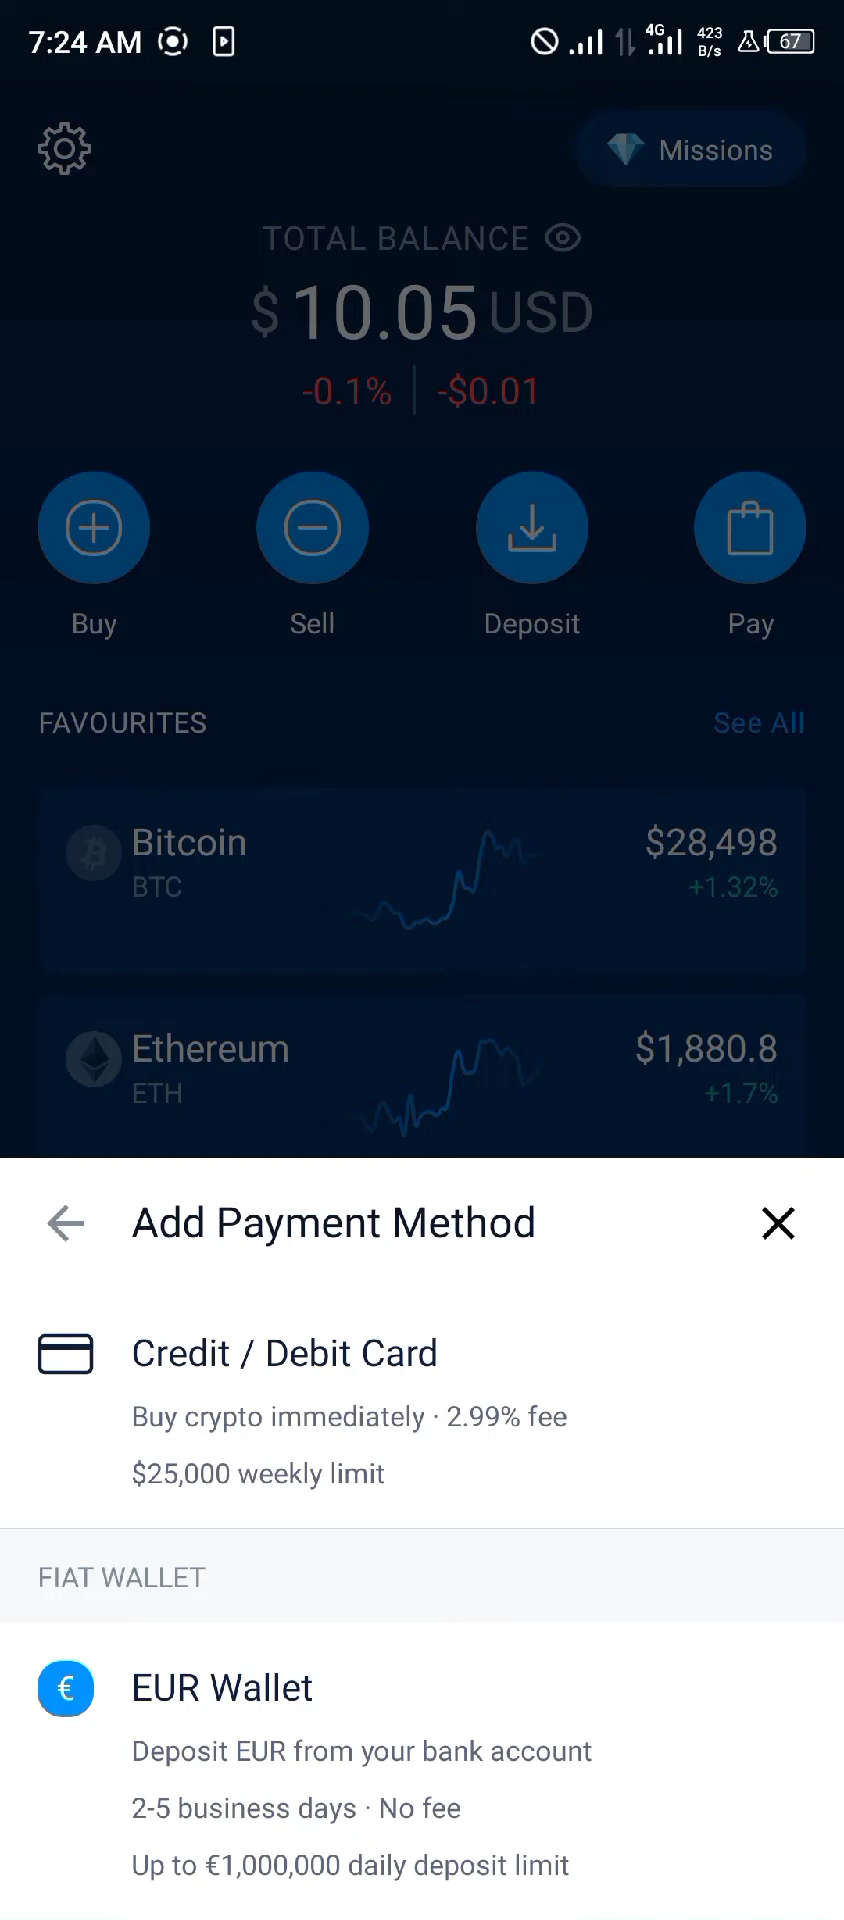 7:24 AM 4G 423 B/s 67
Missions
TOTAL BALANCE
$ 10.05 USD
-0.1% -$0.01
Buy Sell Deposit Pay
FAVOURITES See All
Bitcoin $28,498
BTC +1.32%
Ethereum $1,880.8
ETH +1.7%
Add Payment Method
Credit / Debit Card
Buy crypto immediately · 2.99% fee
$25,000 weekly limit
FIAT WALLET
€ EUR Wallet
Deposit EUR from your bank account
2-5 business days · No fee
Up to €1,000,000 daily deposit limit